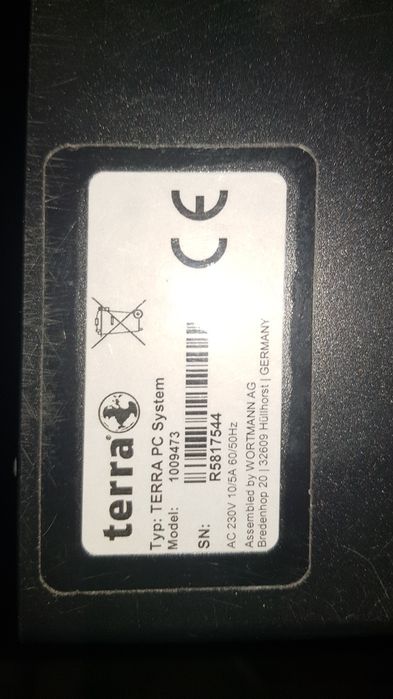 terra
Typ: TERRA PC System
Model: 1009473
SN:
R5817544
AC 230V 10/5A 60/50Hz
Assembled by WORTMANN AG
Bredenhop 20 | 32609 Hüllhorst | GERMANY
CE